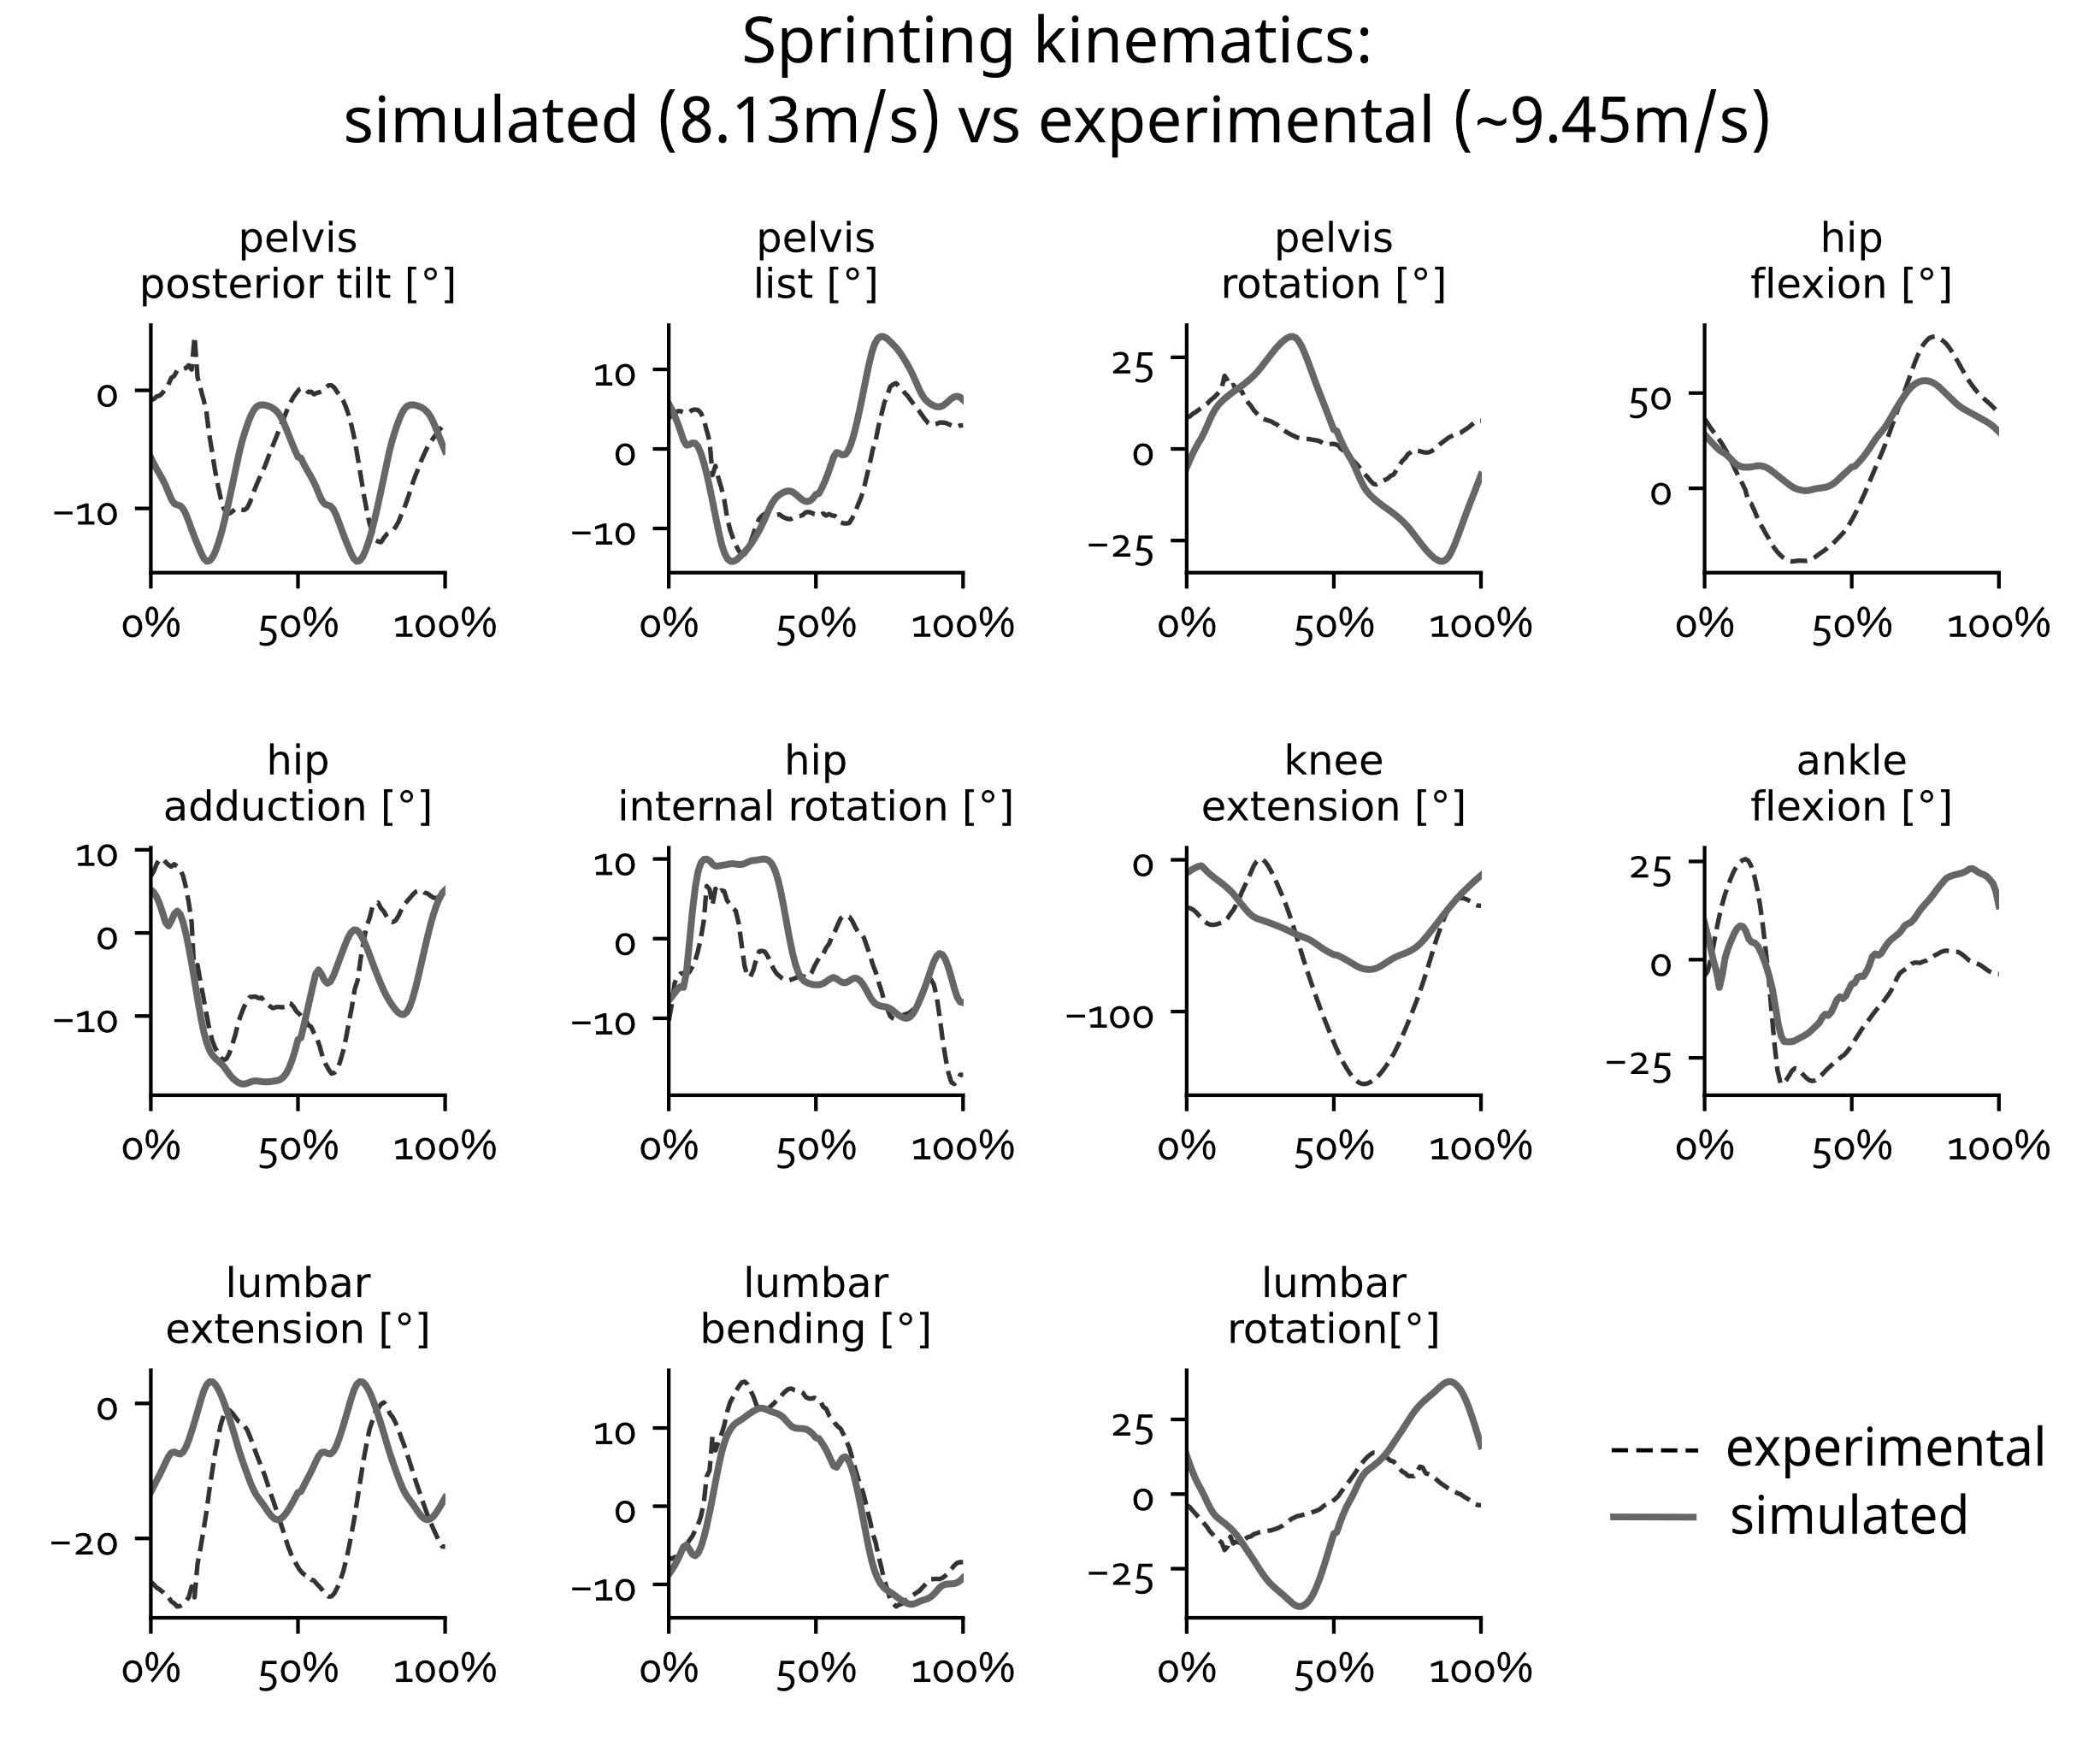 Sprinting kinematics:
simulated (8.13m/s) vs experimental (~9.45m/s)
pelvis
posterior tilt [°]
0
−10
0%
50%
100%
pelvis
list [°]
10
0
−10
0%
50%
100%
pelvis
rotation [°]
25
0
−25
0%
50%
100%
hip
flexion [°]
50
0
0%
50%
100%
hip
adduction [°]
10
0
−10
0%
50%
100%
hip
internal rotation [°]
10
0
−10
0%
50%
100%
knee
extension [°]
0
−100
0%
50%
100%
ankle
flexion [°]
25
0
−25
0%
50%
100%
lumbar
extension [°]
0
−20
0%
50%
100%
lumbar
bending [°]
10
0
−10
0%
50%
100%
lumbar
rotation[°]
25
0
−25
0%
50%
100%
experimental
simulated